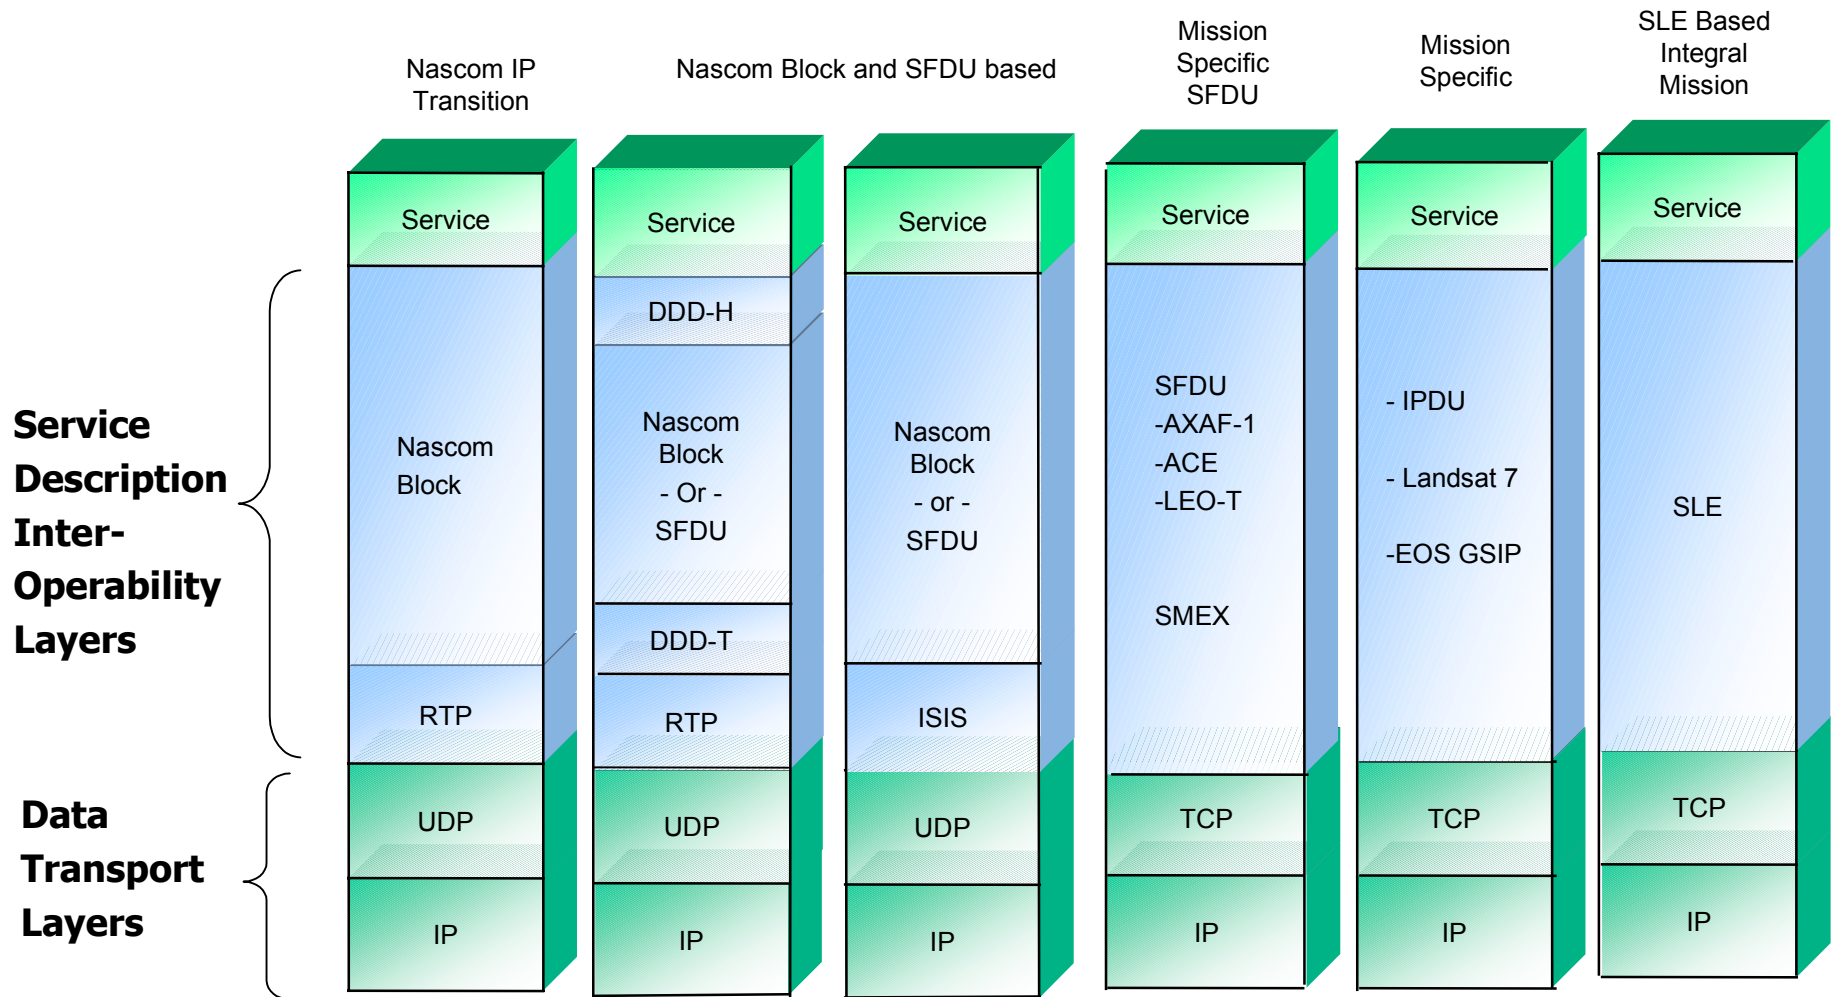 Nascom IP
Transition
Nascom Block and SFDU based
Mission
Specific
SFDU
Mission
Specific
SLE Based
Integral
Mission
Service
Description
Inter-
Operability
Layers
Data
Transport
Layers
Service
Nascom
Block
RTP
UDP
IP
Service
DDD-H
Nascom
Block
- Or -
SFDU
DDD-T
RTP
UDP
IP
Service
Nascom
Block
- or -
SFDU
ISIS
UDP
IP
Service
SFDU
-AXAF-1
-ACE
-LEO-T
SMEX
TCP
IP
Service
- IPDU
- Landsat 7
-EOS GSIP
TCP
IP
Service
SLE
TCP
IP